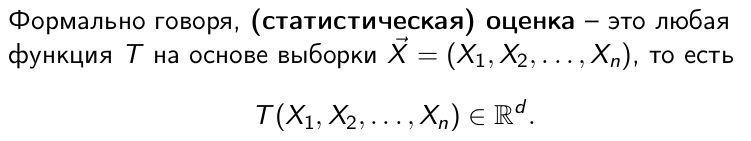 Формально говоря, (статистическая) оценка – это любая
функция T на основе выборки X⃗ = (X₁, X₂, . . . , Xₙ), то есть
T(X₁, X₂, . . . , Xₙ) ∈ ℝᵈ.